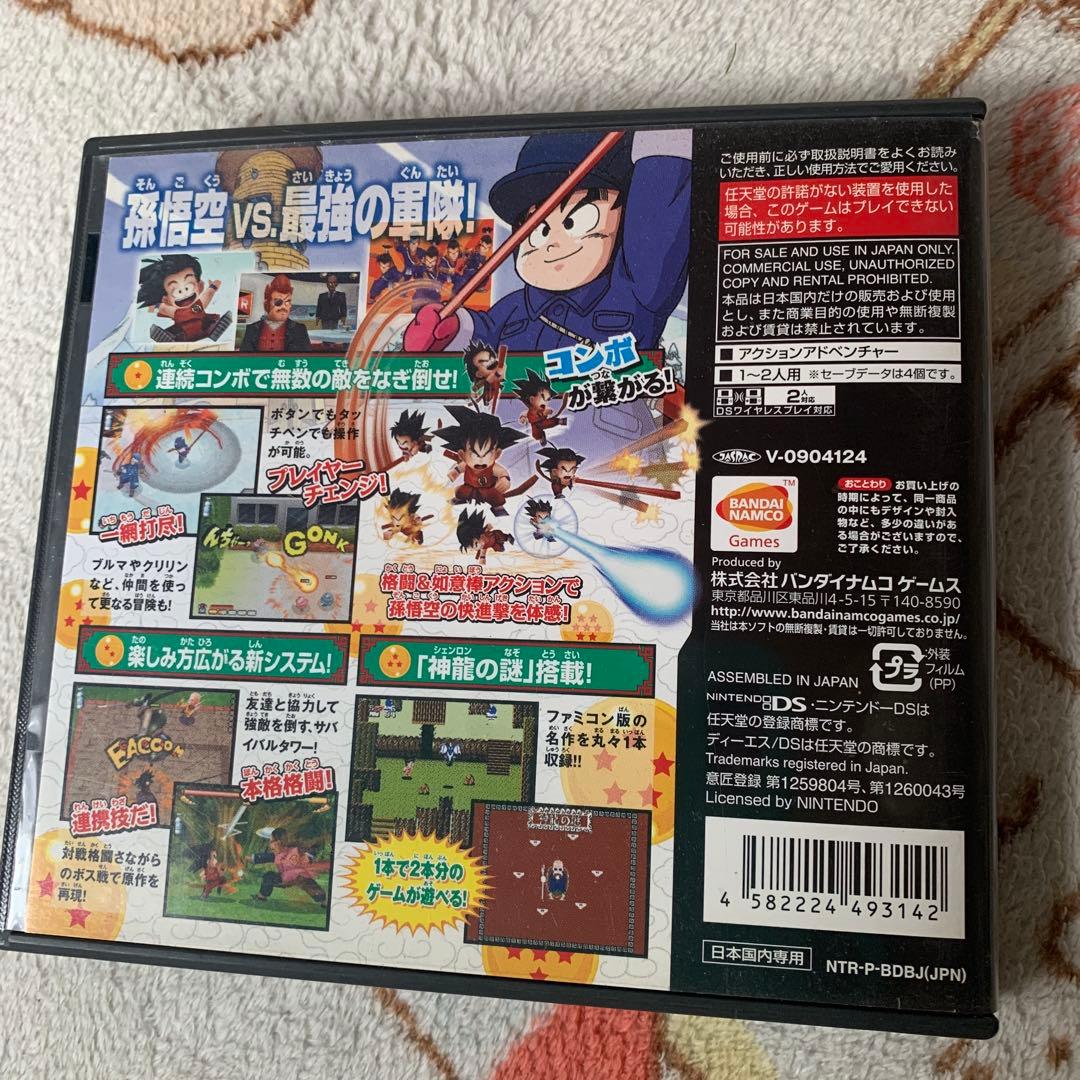 孫悟空VS.最強の軍隊!
連続コンボで無数の敵をなぎ倒せ!
コンボ
が繋がる!
ボタンでもタッ
チペンでも操作
が可能。
プレイヤー
チェンジ!
一網打尽!
GONK
ブルマやクリリン
など、仲間を使っ
て更なる冒険も!
格闘&如意棒アクションで
孫悟空の快進撃を体感!
楽しみ方広がる新システム!
「神龍の謎」搭載!
友達と協力して
強敵を倒す、サバ
イバルタワー!
連携技だ!
本格格闘!
対戦格闘さながら
のボス戦で原作を
再現!
ファミコン版の
名作を丸々1本
収録!!
1本で2本分の
ゲームが遊べる!
ご使用前に必ず取扱説明書をよくお読み
いただき、正しい使用方法でご愛用ください。
任天堂の許諾がない装置を使用した
場合、このゲームはプレイできない
可能性があります。
FOR SALE AND USE IN JAPAN ONLY.
COMMERCIAL USE, UNAUTHORIZED
COPY AND RENTAL PROHIBITED.
本品は日本国内だけの販売および使用
とし、また商業目的の使用や無断複製
および賃貸は禁止されています。
■ アクションアドベンチャー
■ 1〜2人用 ※セーブデータは4個です。
2人対応
DSワイヤレスプレイ対応
JASRAC V-0904124
BANDAI
NAMCO
Games
TM
おことわり お買い上げの
時期によって、同一商品
の中にもデザインや封入
物など、多少の違いがあ
る場合がございますので、
ご了承ください。
Produced by
株式会社 バンダイナムコ ゲームス
東京都品川区東品川4-5-15 〒140-8590
http://www.bandainamcogames.co.jp/
当社は本ソフトの無断複製・賃貸は一切許可しておりません。
プラ
外装
フィルム
(PP)
ASSEMBLED IN JAPAN
NINTENDO DS・ニンテンドーDSは
任天堂の登録商標です。
ディーエス/DSは任天堂の商標です。
Trademarks registered in Japan.
意匠登録 第1259804号、第1260043号
Licensed by NINTENDO
4 582224 493142
日本国内専用
NTR-P-BDBJ(JPN)